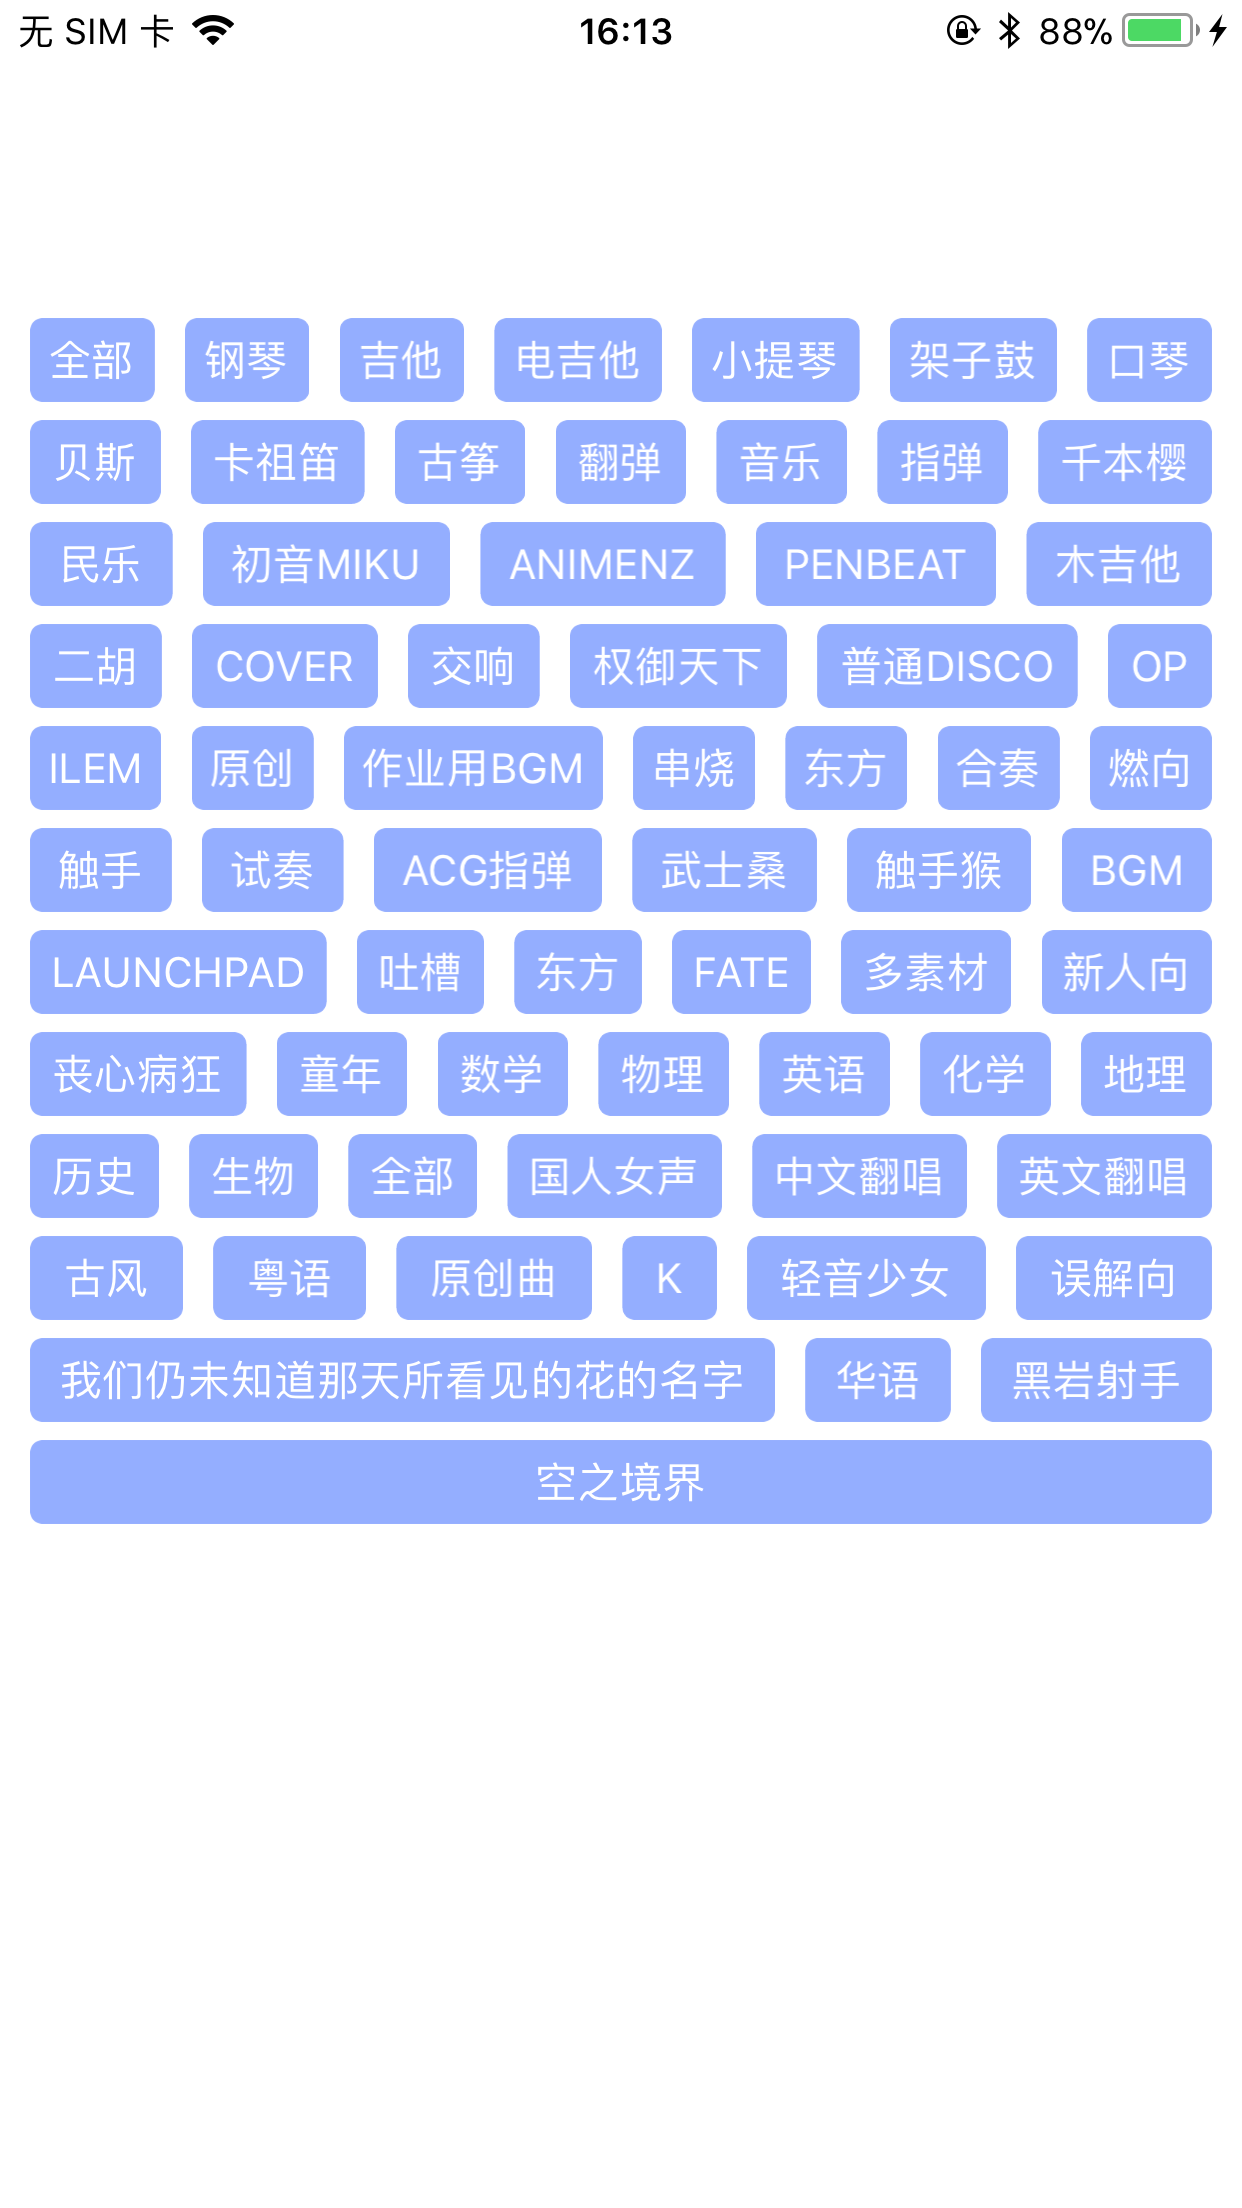 无 SIM 卡 16:13 88%
全部 钢琴 吉他 电吉他 小提琴 架子鼓 口琴
贝斯 卡祖笛 古筝 翻弹 音乐 指弹 千本樱
民乐 初音MIKU ANIMENZ PENBEAT 木吉他
二胡 COVER 交响 权御天下 普通DISCO OP
ILEM 原创 作业用BGM 串烧 东方 合奏 燃向
触手 试奏 ACG指弹 武士桑 触手猴 BGM
LAUNCHPAD 吐槽 东方 FATE 多素材 新人向
丧心病狂 童年 数学 物理 英语 化学 地理
历史 生物 全部 国人女声 中文翻唱 英文翻唱
古风 粤语 原创曲 K 轻音少女 误解向
我们仍未知道那天所看见的花的名字 华语 黑岩射手
空之境界